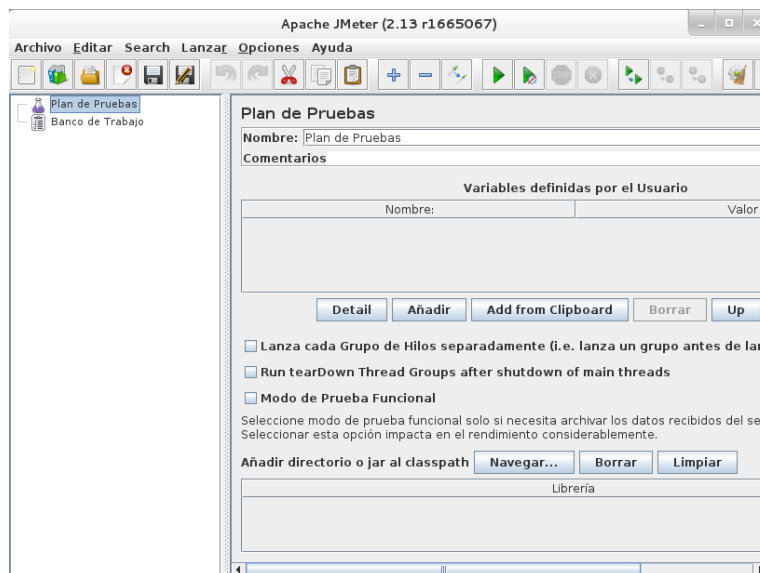 Apache JMeter (2.13 r1665067)
Archivo Editar Search Lanzar Opciones Ayuda
Plan de Pruebas
Banco de Trabajo
Plan de Pruebas
Nombre: Plan de Pruebas
Comentarios
Variables definidas por el Usuario
Nombre: Valor
Detail Añadir Add from Clipboard Borrar Up
Lanza cada Grupo de Hilos separadamente (i.e. lanza un grupo antes de lan
Run tearDown Thread Groups after shutdown of main threads
Modo de Prueba Funcional
Seleccione modo de prueba funcional solo si necesita archivar los datos recibidos del se
Seleccionar esta opción impacta en el rendimiento considerablemente.
Añadir directorio o jar al classpath Navegar... Borrar Limpiar
Librería